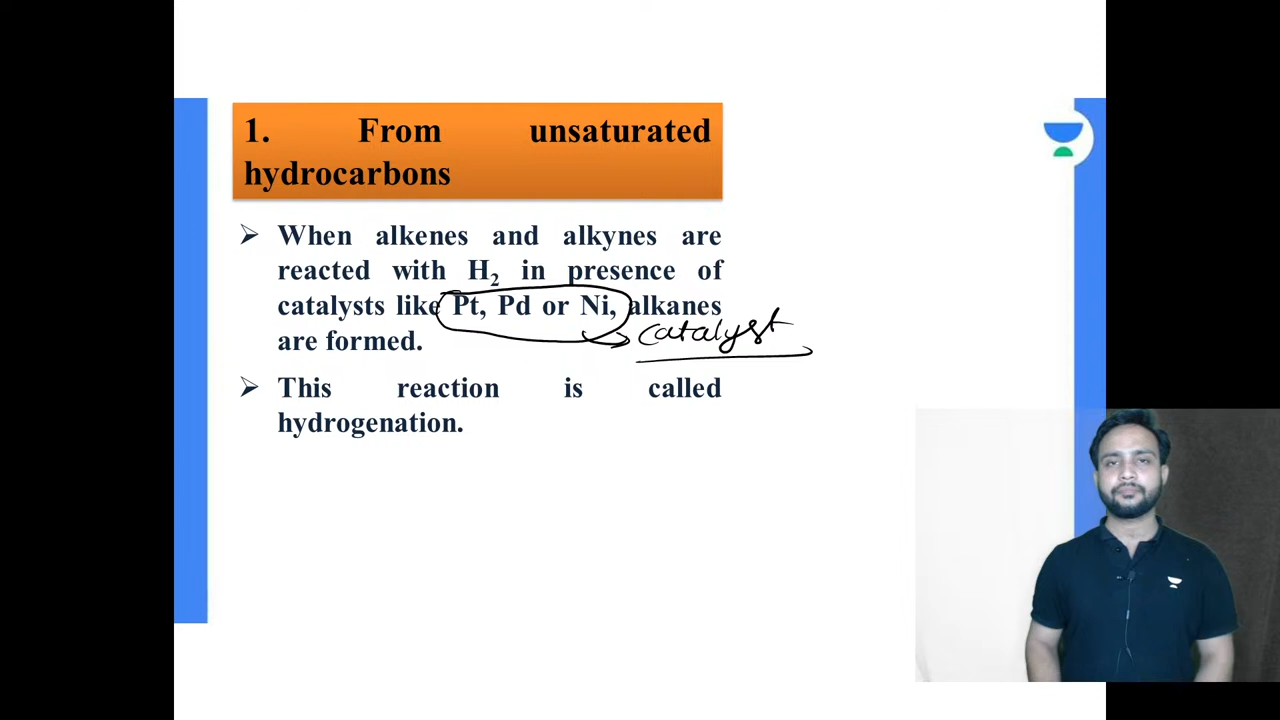 1. From unsaturated
hydrocarbons
➢ When alkenes and alkynes are
reacted with H₂ in presence of
catalysts like Pt, Pd or Ni, alkanes
catalyst
are formed.
➢ This reaction is called
hydrogenation.